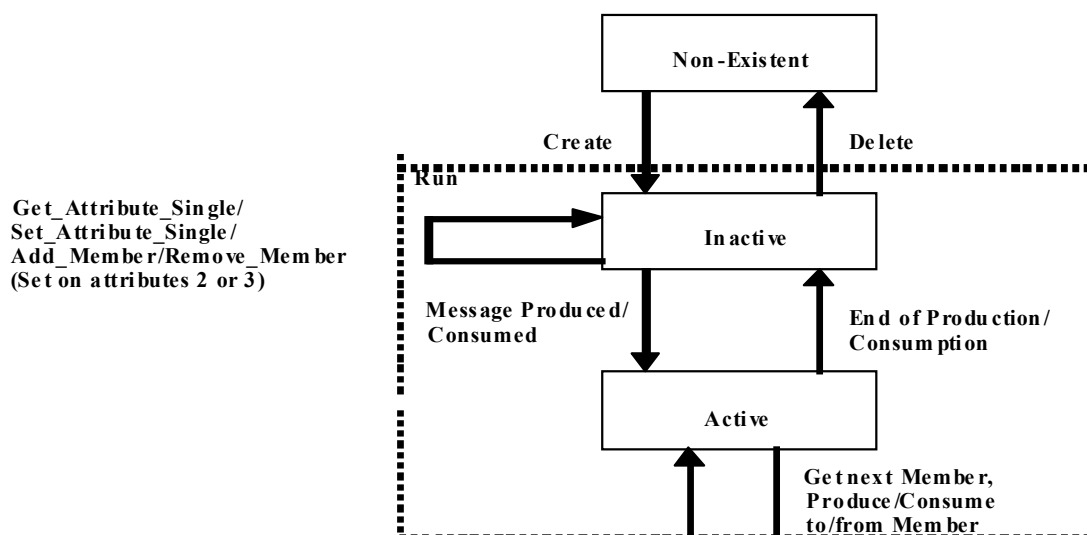 Non-Existent
Create
Delete
Run
Get_Attribute_Single/
Set_Attribute_Single/
Add_Member/Remove_Member
(Set on attributes 2 or 3)
Inactive
Message Produced/
Consumed
End of Production/
Consumption
Active
Get next Member,
Produce/Consume
to/from Member